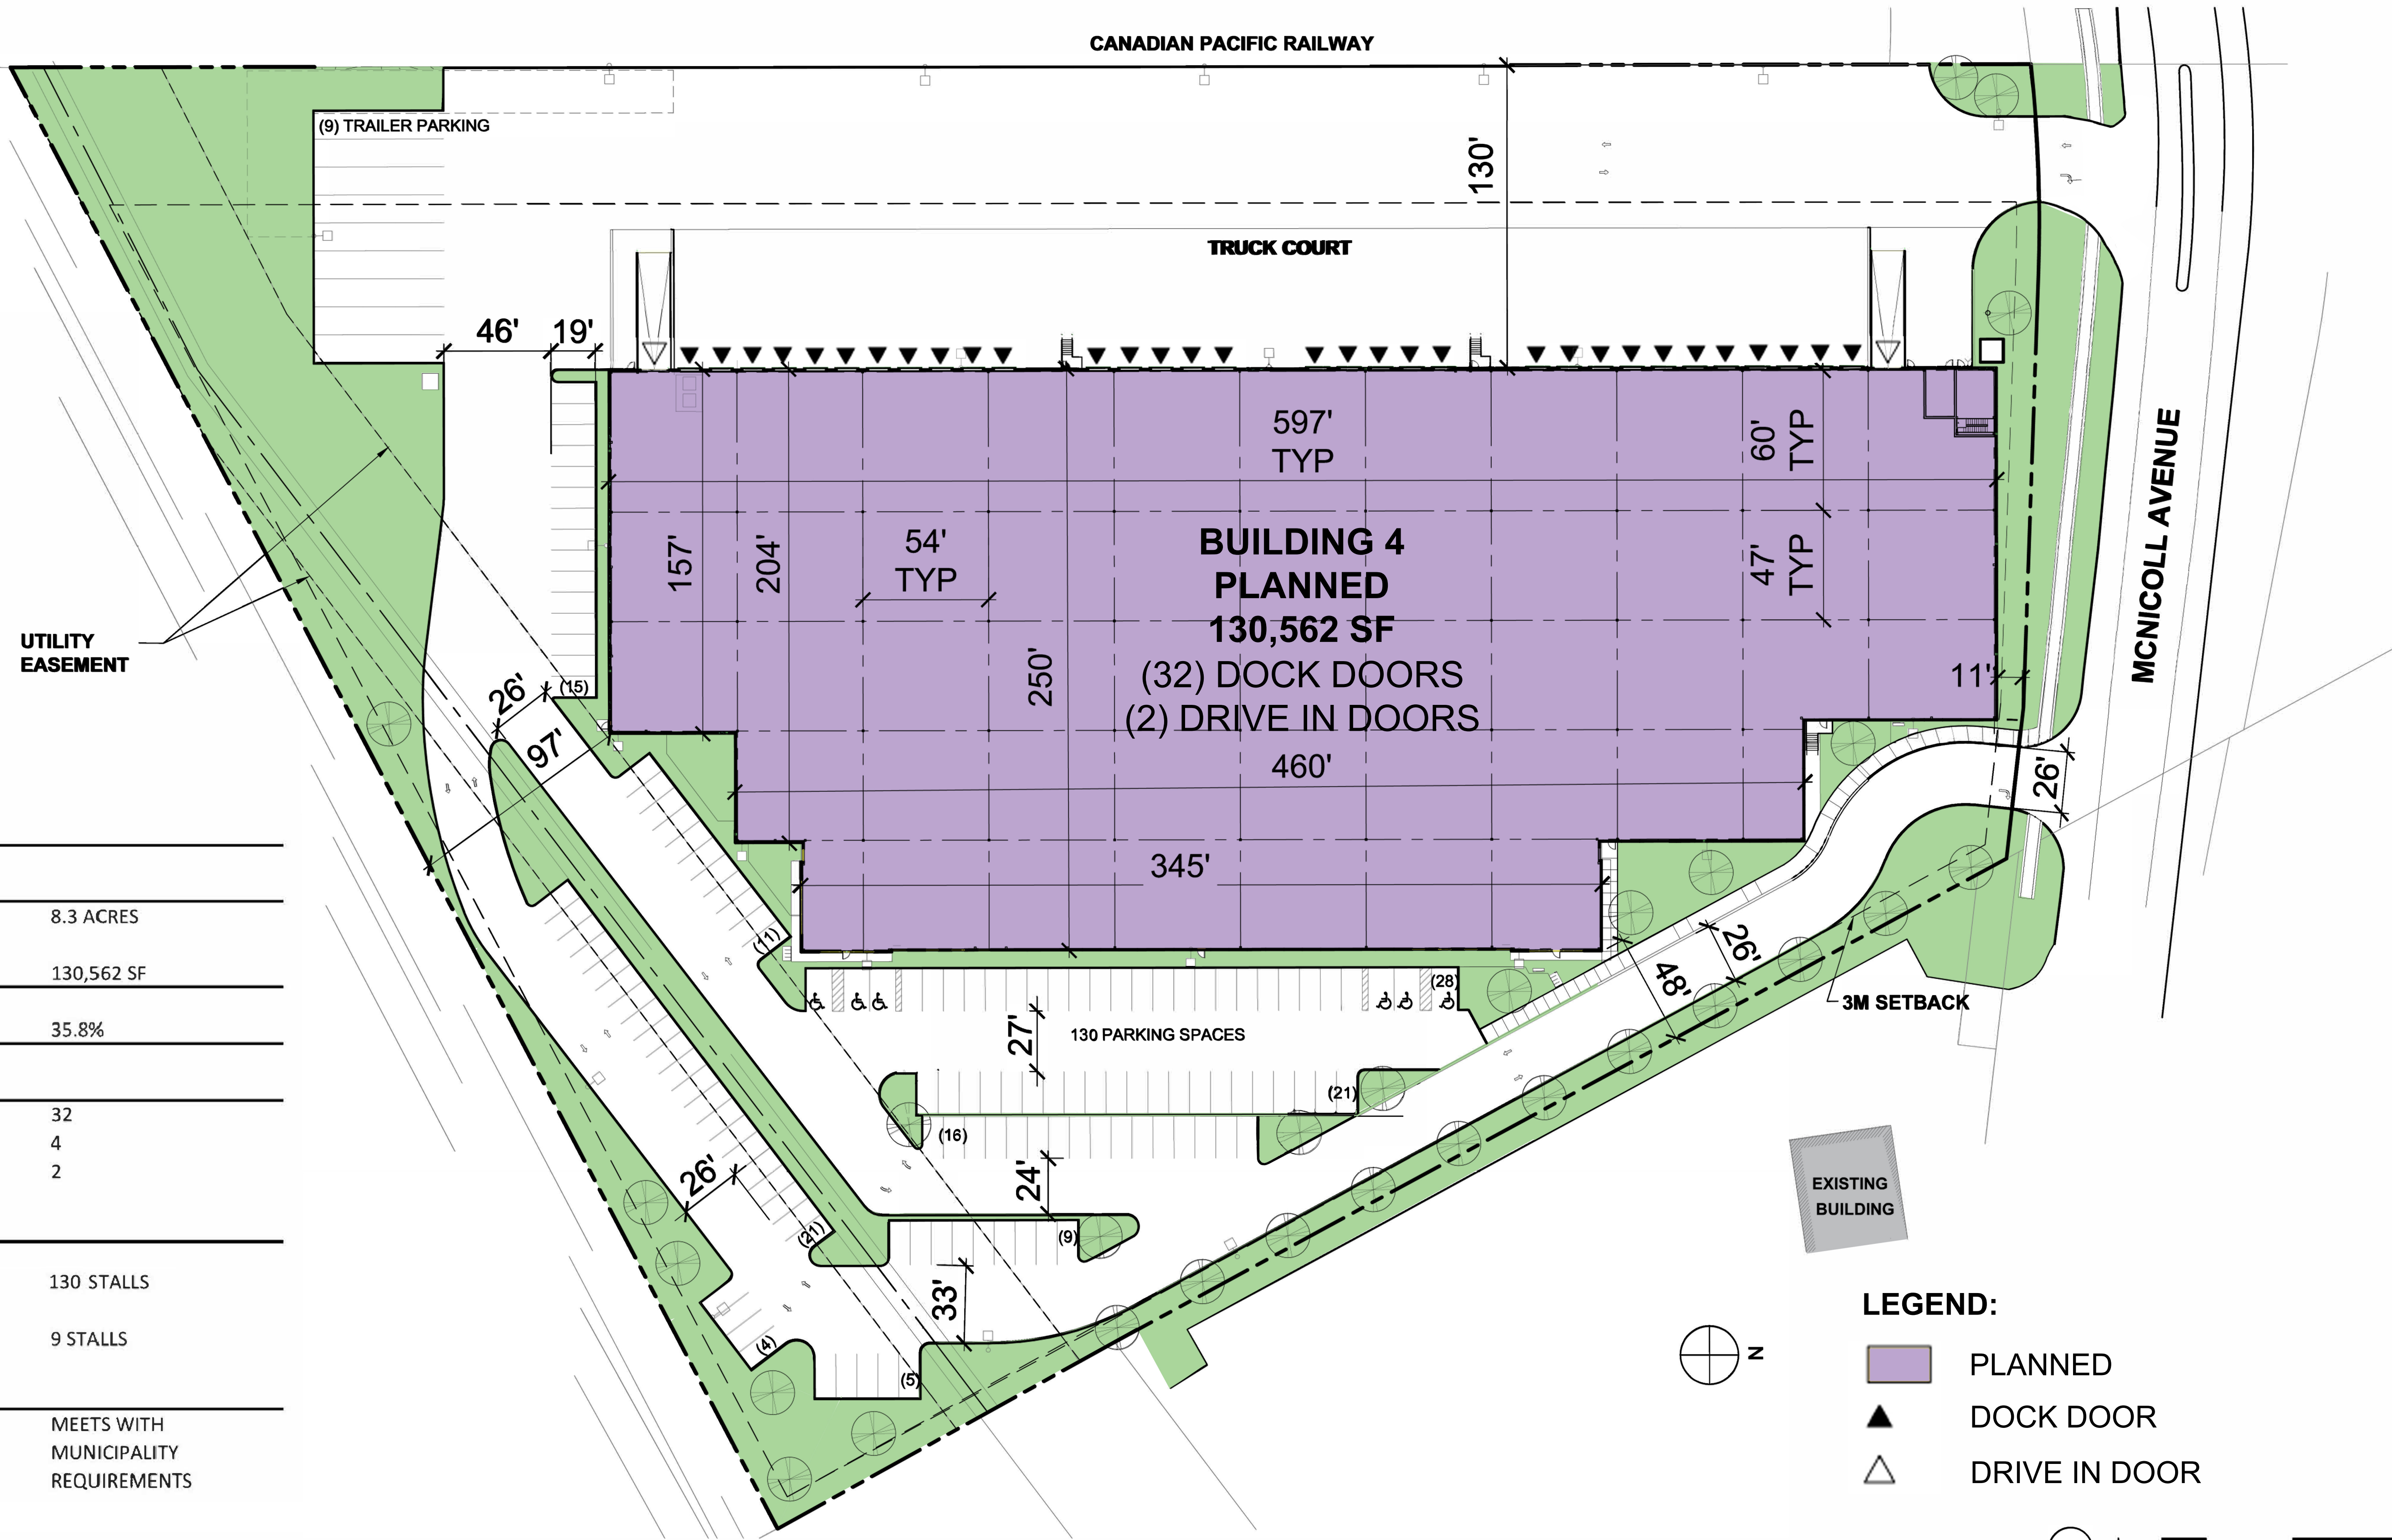 CANADIAN PACIFIC RAILWAY
(9) TRAILER PARKING
130'
TRUCK COURT
46'
19'
597'
TYP
60'
TYP
157'
204'
54'
TYP
47'
TYP
BUILDING 4
PLANNED
130,562 SF
(32) DOCK DOORS
(2) DRIVE IN DOORS
250'
460'
345'
11'
MCNICOLL AVENUE
UTILITY
EASEMENT
26'
(15)
97'
26'
(11)
(28)
26'
48'
3M SETBACK
27'
130 PARKING SPACES
(21)
(16)
24'
26'
(21)
(9)
33'
(4)
(5)
8.3 ACRES
130,562 SF
35.8%
32
4
2
130 STALLS
9 STALLS
MEETS WITH
MUNICIPALITY
REQUIREMENTS
EXISTING
BUILDING
N
LEGEND:
PLANNED
DOCK DOOR
DRIVE IN DOOR